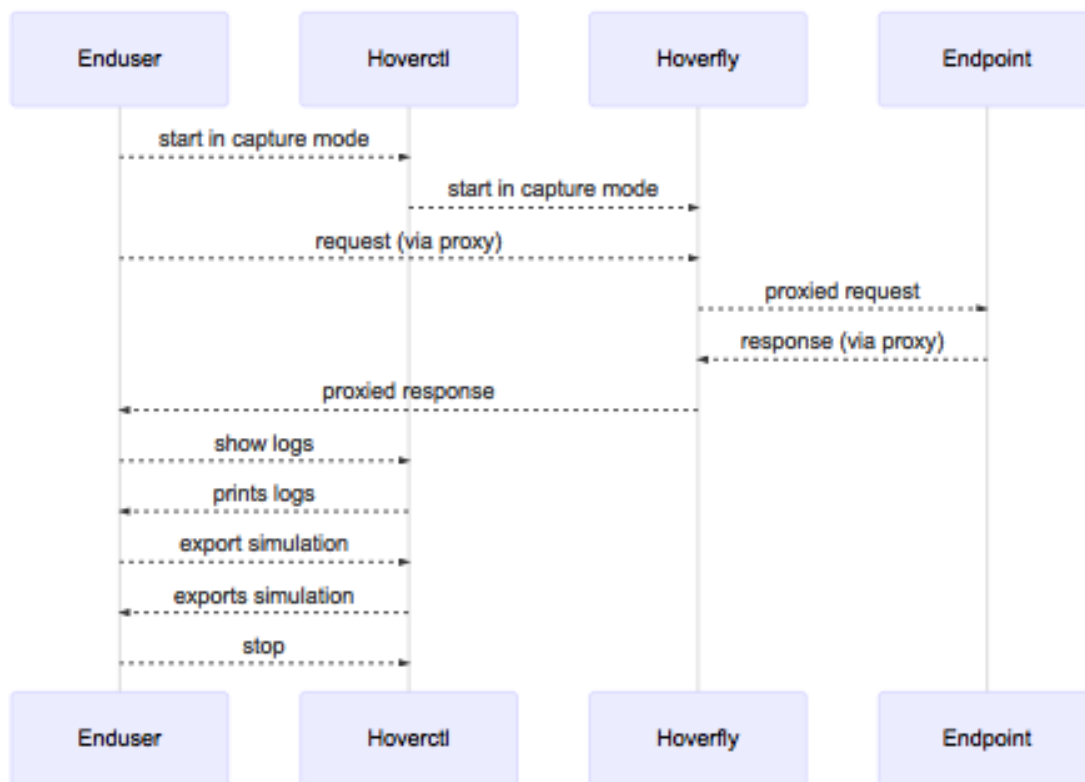 Enduser
Hoverctl
Hoverfly
Endpoint
start in capture mode
start in capture mode
request (via proxy)
proxied request
response (via proxy)
proxied response
show logs
prints logs
export simulation
exports simulation
stop
Enduser
Hoverctl
Hoverfly
Endpoint